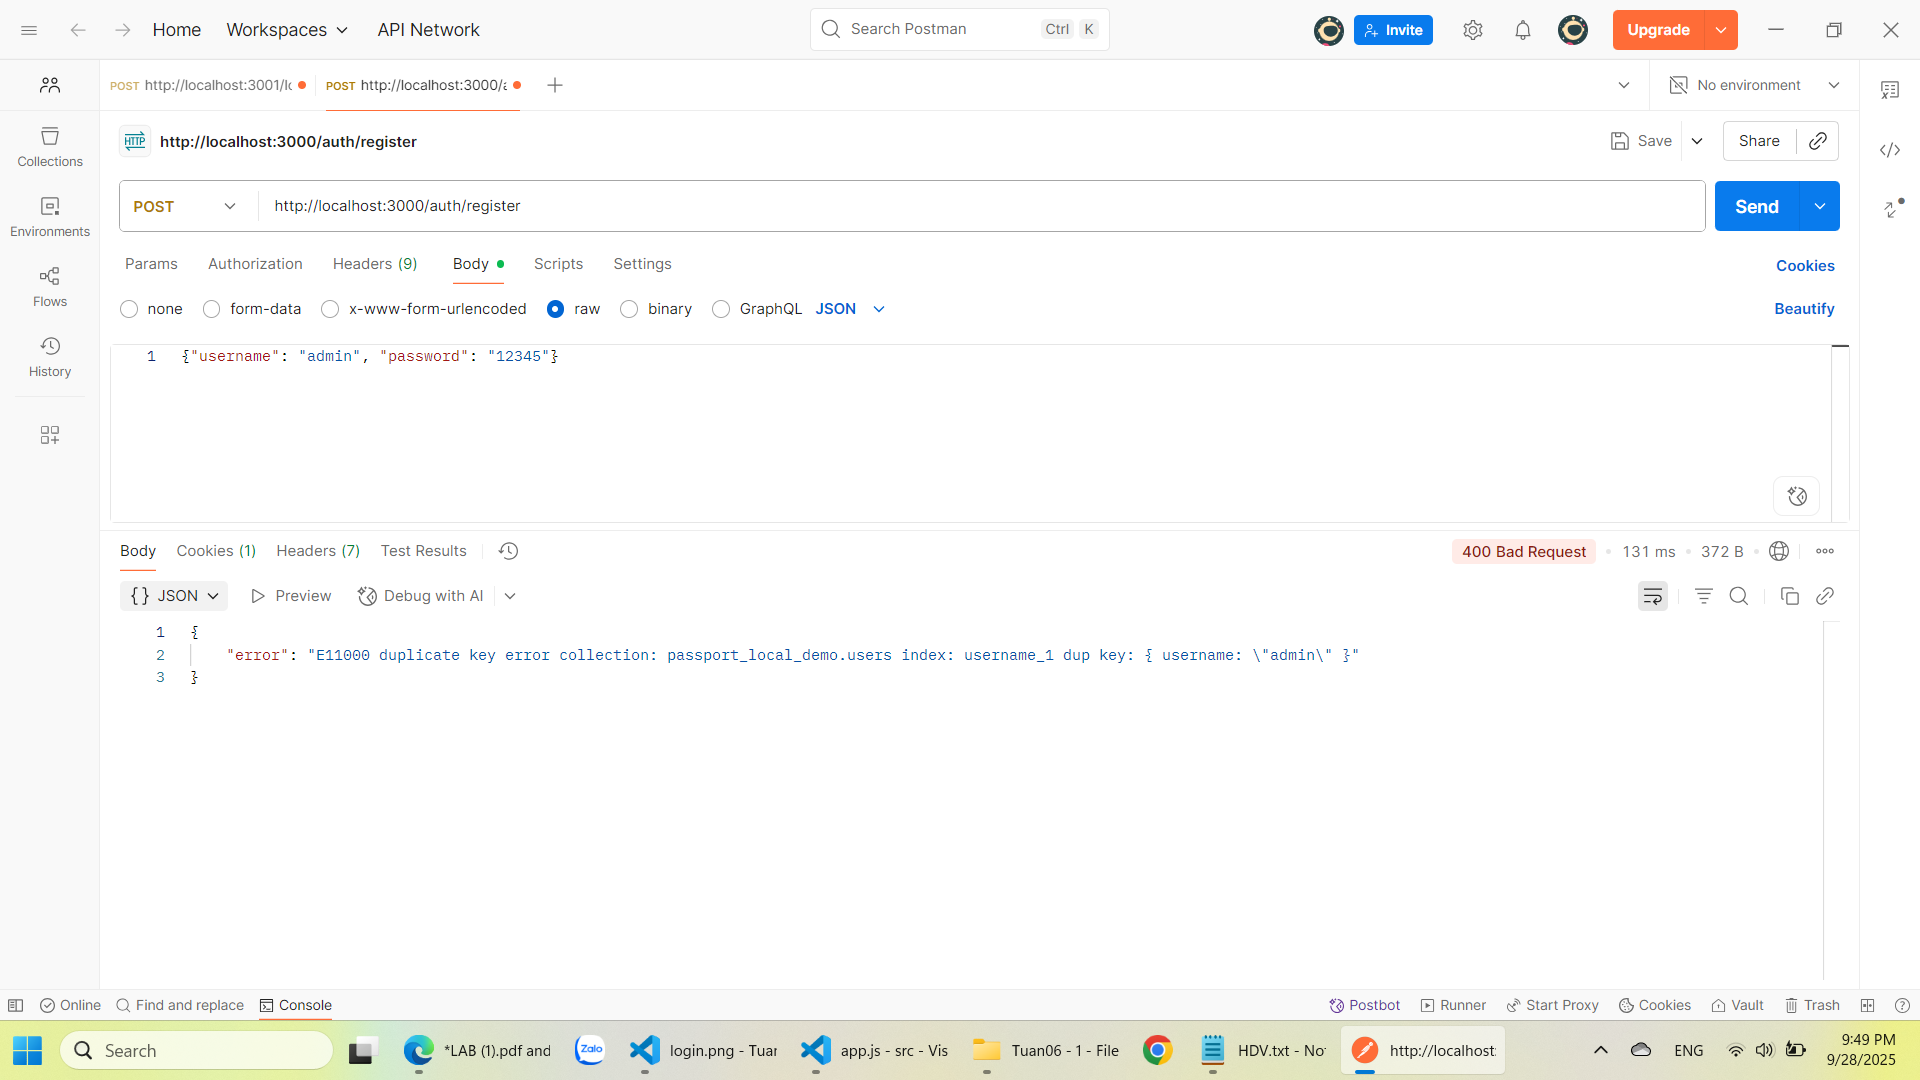 Home
Workspaces
API Network
Search Postman
Ctrl
K
Invite
Upgrade
POST http://localhost:3001/l
POST http://localhost:3000/a
No environment
HTTP
http://localhost:3000/auth/register
Save
Share
Collections
Environments
Flows
History
POST
http://localhost:3000/auth/register
Send
Params
Authorization
Headers (9)
Body
Scripts
Settings
Cookies
none
form-data
x-www-form-urlencoded
raw
binary
GraphQL
JSON
Beautify
1 {"username": "admin", "password": "12345"}
Body
Cookies (1)
Headers (7)
Test Results
400 Bad Request
131 ms
372 B
{} JSON
Preview
Debug with AI
1 {
2 "error": "E11000 duplicate key error collection: passport_local_demo.users index: username_1 dup key: { username: \"admin\" }"
3 }
Online
Find and replace
Console
Postbot
Runner
Start Proxy
Cookies
Vault
Trash
Search
*LAB (1).pdf and
Zalo
login.png - Tuar
app.js - src - Vis
Tuan06 - 1 - File
HDV.txt - No
http://localhost:
ENG
9:49 PM
9/28/2025